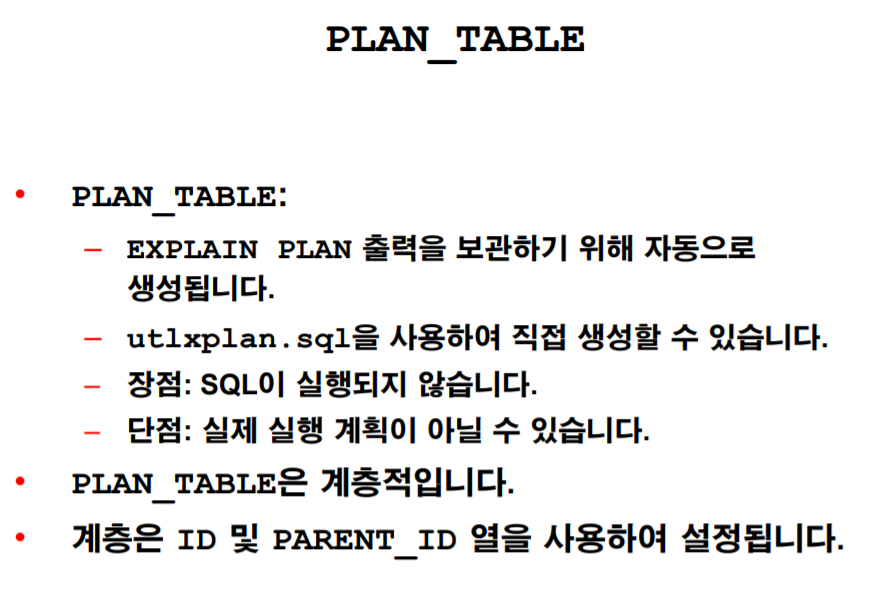 PLAN_TABLE
• PLAN_TABLE:
– EXPLAIN PLAN 출력을 보관하기 위해 자동으로
생성됩니다.
– utlxplan.sql을 사용하여 직접 생성할 수 있습니다.
– 장점: SQL이 실행되지 않습니다.
– 단점: 실제 실행 계획이 아닐 수 있습니다.
• PLAN_TABLE은 계층적입니다.
• 계층은 ID 및 PARENT_ID 열을 사용하여 설정됩니다.